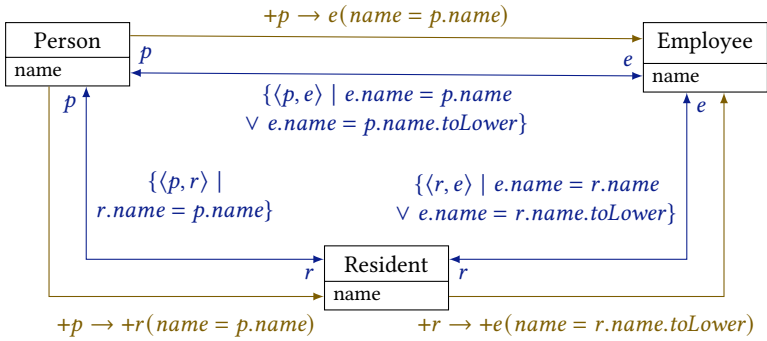 +p → e(name = p.name)
Person
Employee
name
p
e
name
{⟨p, e⟩ | e.name = p.name
∨ e.name = p.name.toLower}
p
e
{⟨p, r⟩ |
r.name = p.name}
{⟨r, e⟩ | e.name = r.name
∨ e.name = r.name.toLower}
r
Resident
r
name
+p → +r(name = p.name)
+r → +e(name = r.name.toLower)